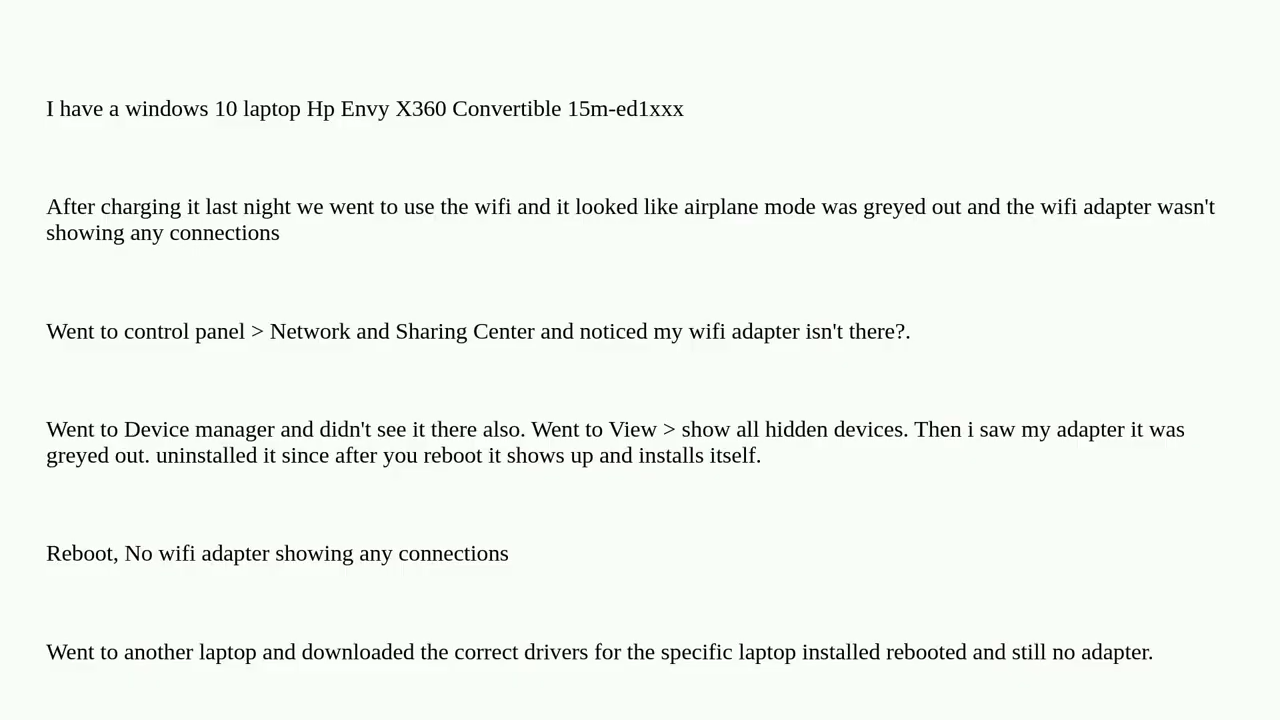 I have a windows 10 laptop Hp Envy X360 Convertible 15m-ed1xxx
After charging it last night we went to use the wifi and it looked like airplane mode was greyed out and the wifi adapter wasn't
showing any connections
Went to control panel > Network and Sharing Center and noticed my wifi adapter isn't there?.
Went to Device manager and didn't see it there also. Went to View > show all hidden devices. Then i saw my adapter it was
greyed out. uninstalled it since after you reboot it shows up and installs itself.
Reboot, No wifi adapter showing any connections
Went to another laptop and downloaded the correct drivers for the specific laptop installed rebooted and still no adapter.